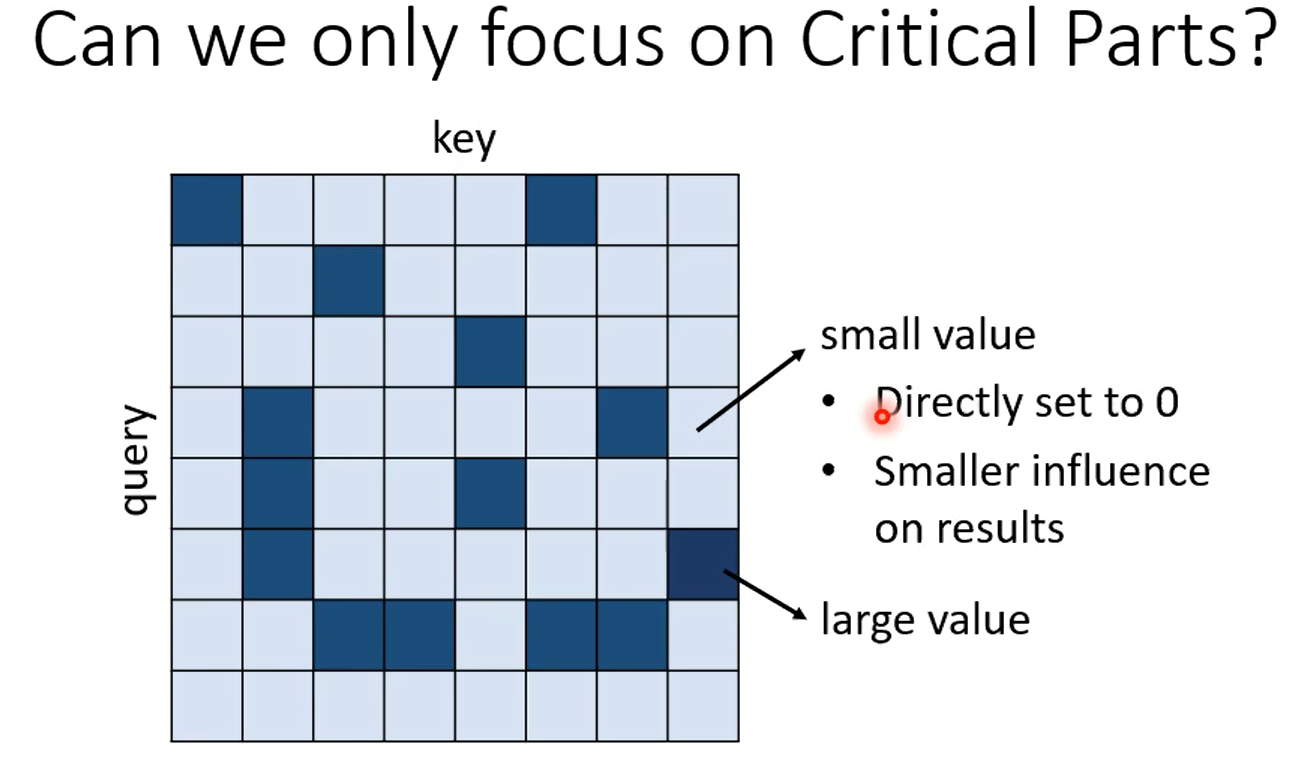 Can we only focus on Critical Parts?
key
query
small value
• Directly set to 0
• Smaller influence
on results
large value